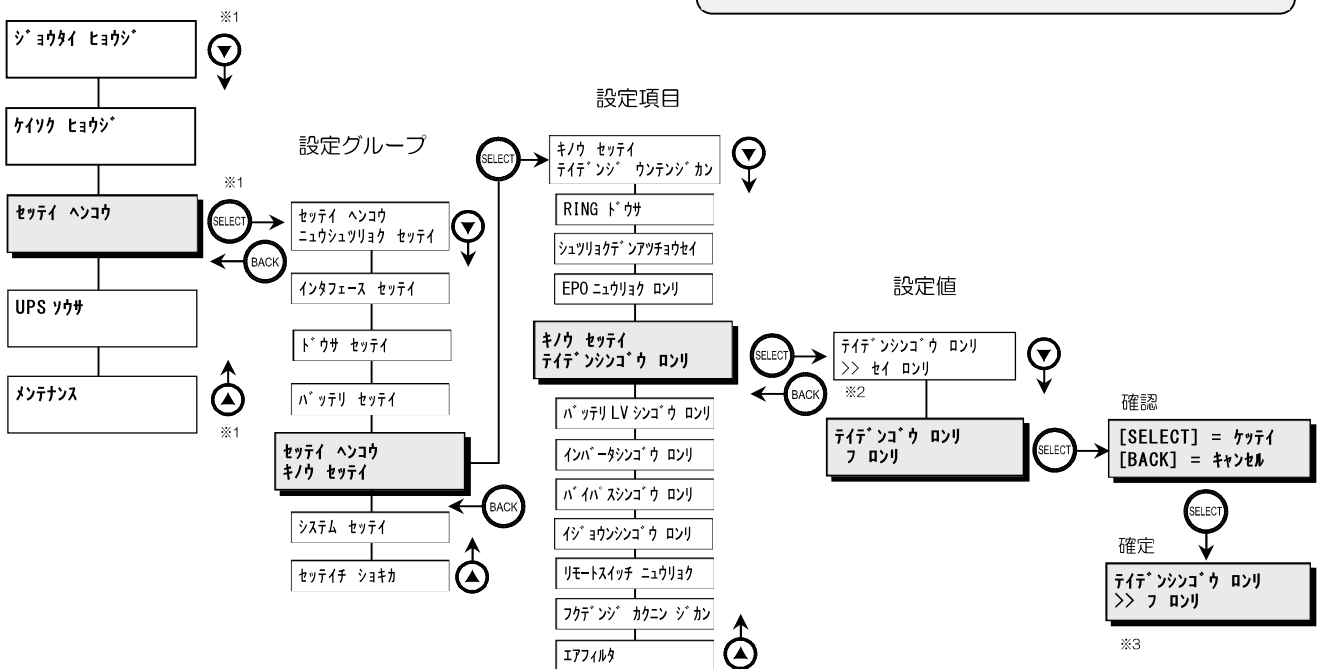 ※1
ｼﾞｮｳﾀｲ ﾋｮｳｼﾞ
ｹｲｿｸ ﾋｮｳｼﾞ
ｾｯﾃｲ ﾍﾝｺｳ
UPS ｿｳｻ
ﾒﾝﾃﾅﾝｽ
※1
※1
SELECT
BACK
設定グループ
ｾｯﾃｲ ﾍﾝｺｳ
ﾆｭｳｼｭﾂﾘｮｸ ｾｯﾃｲ
ｲﾝﾀﾌｪｰｽ ｾｯﾃｲ
ﾄﾞｳｻ ｾｯﾃｲ
ﾊﾞｯﾃﾘ ｾｯﾃｲ
ｾｯﾃｲ ﾍﾝｺｳ
ｷﾉｳ ｾｯﾃｲ
ｼｽﾃﾑ ｾｯﾃｲ
ｾｯﾃｲﾁ ｼｮｷｶ
BACK
SELECT
設定項目
ｷﾉｳ ｾｯﾃｲ
ﾃｲﾃﾞﾝｼﾞ ｳﾝﾃﾝｼﾞｶﾝ
RING ﾄﾞｳｻ
ｼｭﾂﾘｮｸﾃﾞﾝｱﾂﾁｮｳｾｲ
EPO ﾆｭｳﾘｮｸ ﾛﾝﾘ
ｷﾉｳ ｾｯﾃｲ
ﾃｲﾃﾞﾝｼﾝｺﾞｳ ﾛﾝﾘ
ﾊﾞｯﾃﾘ LV ｼﾝｺﾞｳ ﾛﾝﾘ
ｲﾝﾊﾞｰﾀｼﾝｺﾞｳ ﾛﾝﾘ
ﾊﾞｲﾊﾟｽｼﾝｺﾞｳ ﾛﾝﾘ
ｲｼﾞｮｳﾝｼﾝｺﾞｳ ﾛﾝﾘ
ﾘﾓｰﾄｽｲｯﾁ ﾆｭｳﾘｮｸ
ﾌｸﾃﾞﾝｼﾞ ｶｸﾆﾝ ｼﾞｶﾝ
ｴｱﾌｨﾙﾀ
SELECT
BACK
設定値
ﾃｲﾃﾞﾝｼﾝｺﾞｳ ﾛﾝﾘ
>> ｾｲ ﾛﾝﾘ
※2
ﾃｲﾃﾞﾝｺﾞｳ ﾛﾝﾘ
ﾌ ﾛﾝﾘ
SELECT
確認
[SELECT] = ｹｯﾃｲ
[BACK] = ｷｬﾝｾﾙ
SELECT
確定
ﾃｲﾃﾞﾝｼﾝｺﾞｳ ﾛﾝﾘ
>> ﾌ ﾛﾝﾘ
※3